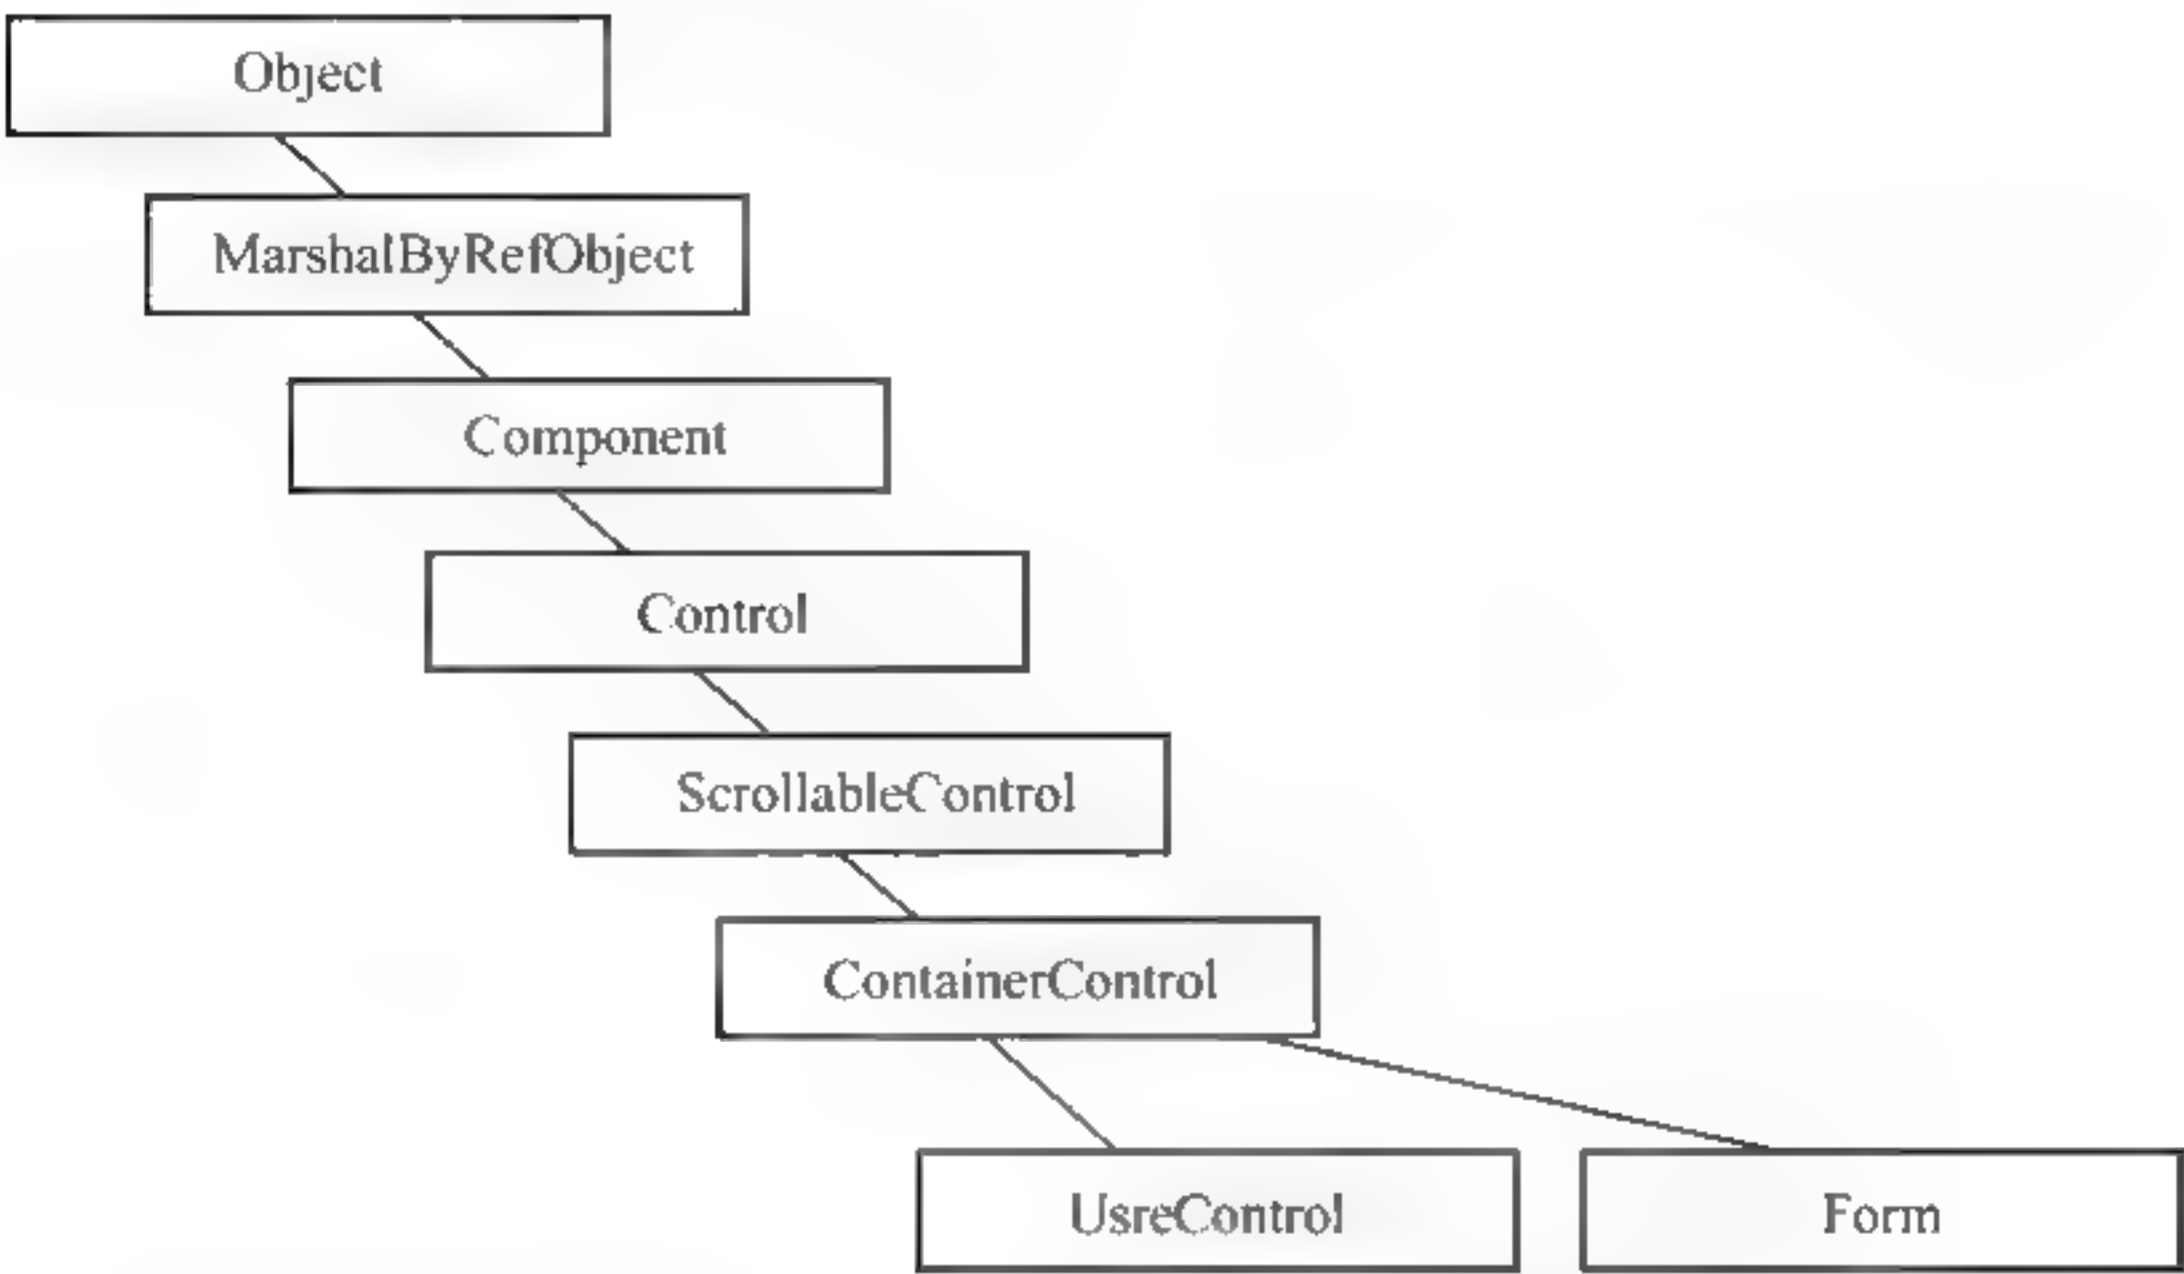 Object
MarshalByRefObject
Component
Control
ScrollableControl
ContainerControl
UsreControl
Form